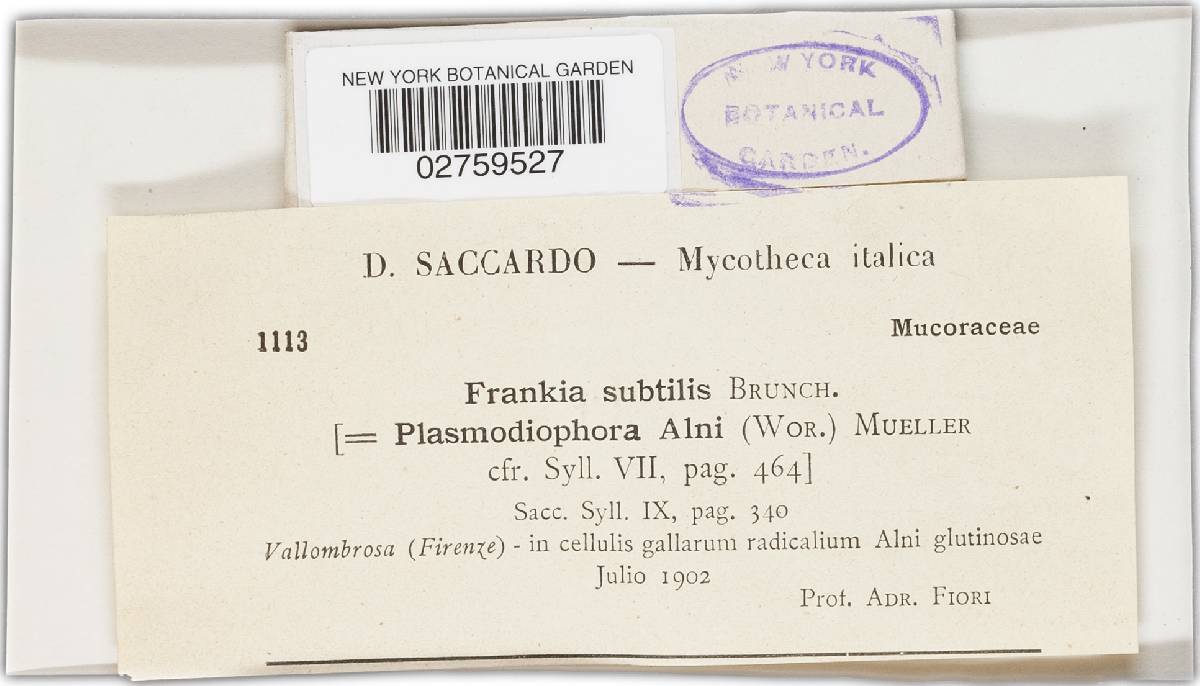 NEW YORK BOTANICAL GARDEN
02759527
NEW YORK
BOTANICAL
GARDEN.
D. SACCARDO — Mycotheca italica
1113
Mucoraceae
Frankia subtilis BRUNCH.
[= Plasmodiophora Alni (WOR.) MUELLER
cfr. Syll. VII, pag. 464]
Sacc. Syll. IX, pag. 340
Vallombrosa (Firenze) - in cellulis gallarum radicalium Alni glutinosae
Julio 1902
Prof. ADR. FIORI